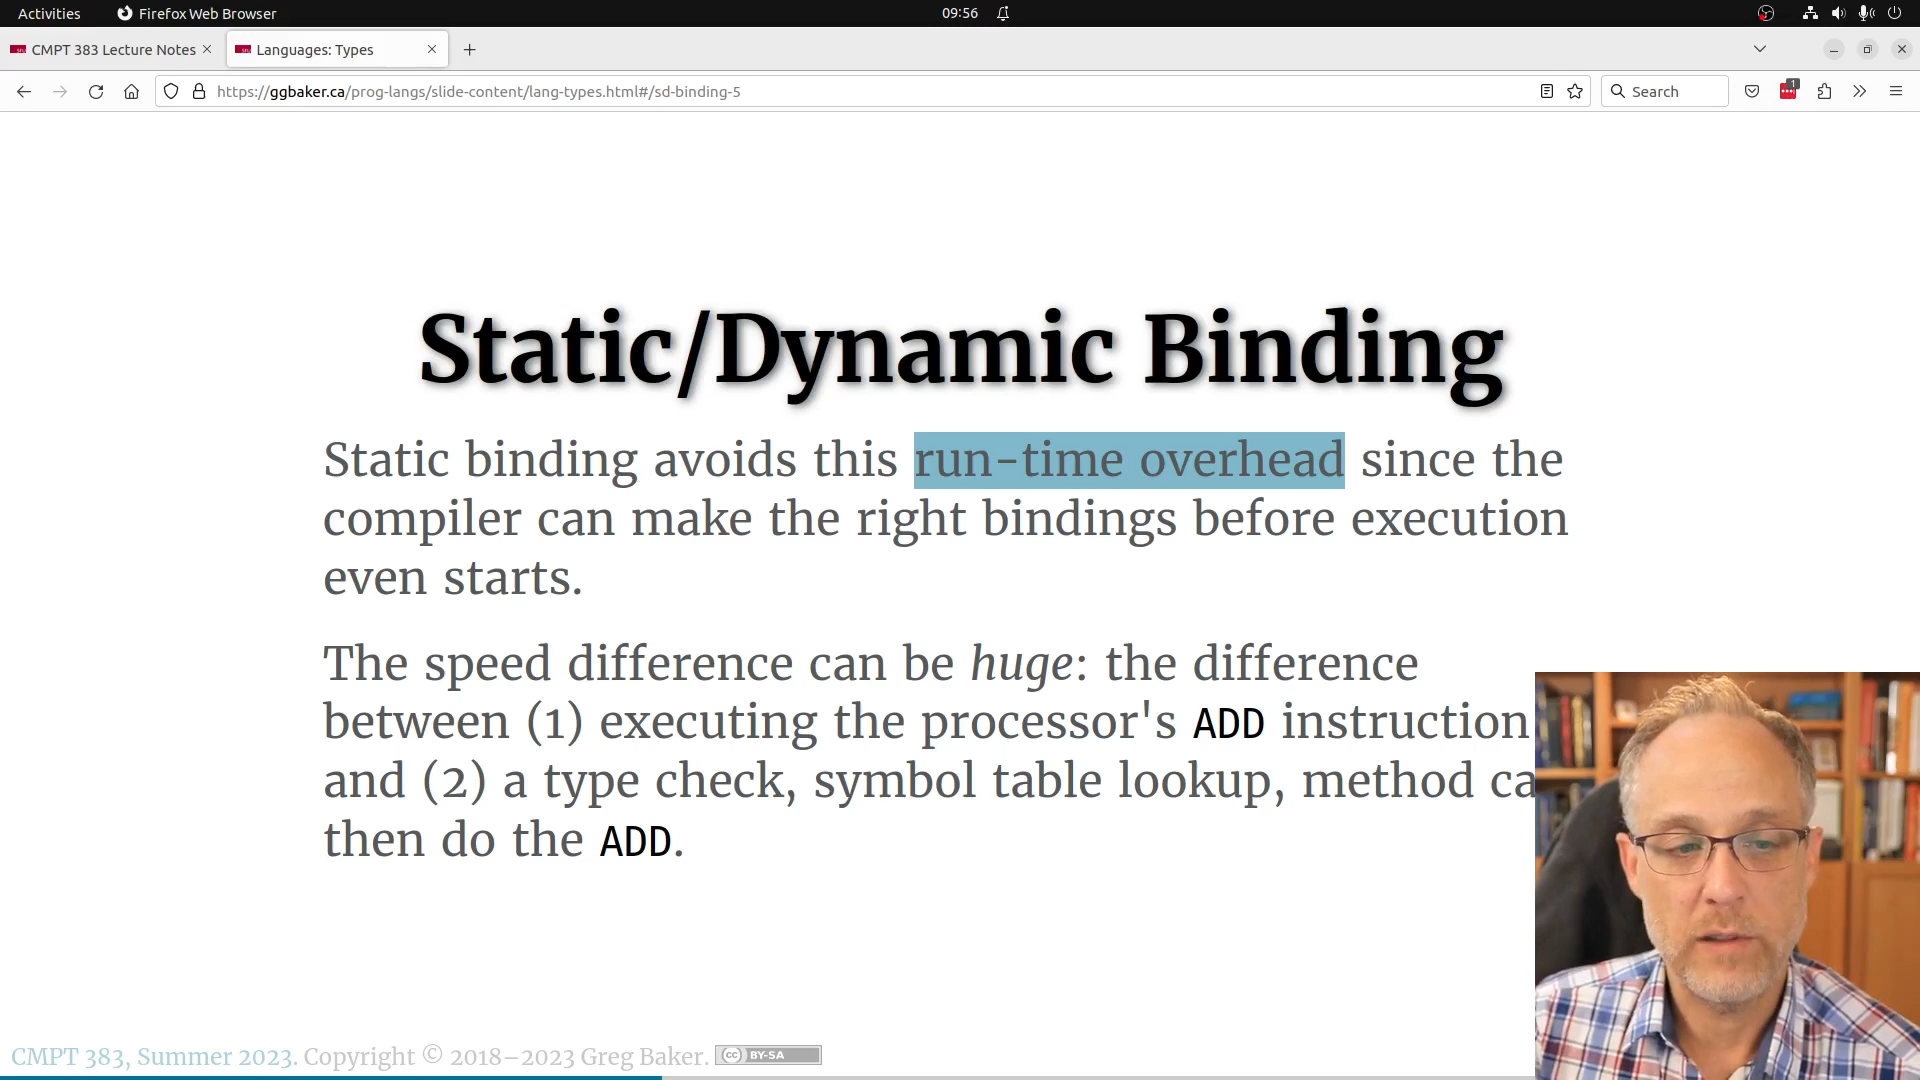 Activities
Firefox Web Browser
09:56
CMPT 383 Lecture Notes
Languages: Types
https://ggbaker.ca/prog-langs/slide-content/lang-types.html#/sd-binding-5
Search
1
Static/Dynamic Binding
Static binding avoids this run-time overhead since the
compiler can make the right bindings before execution
even starts.
The speed difference can be huge: the difference
between (1) executing the processor's ADD instruction
and (2) a type check, symbol table lookup, method ca
then do the ADD.
CMPT 383, Summer 2023. Copyright © 2018–2023 Greg Baker.
cc BY-SA